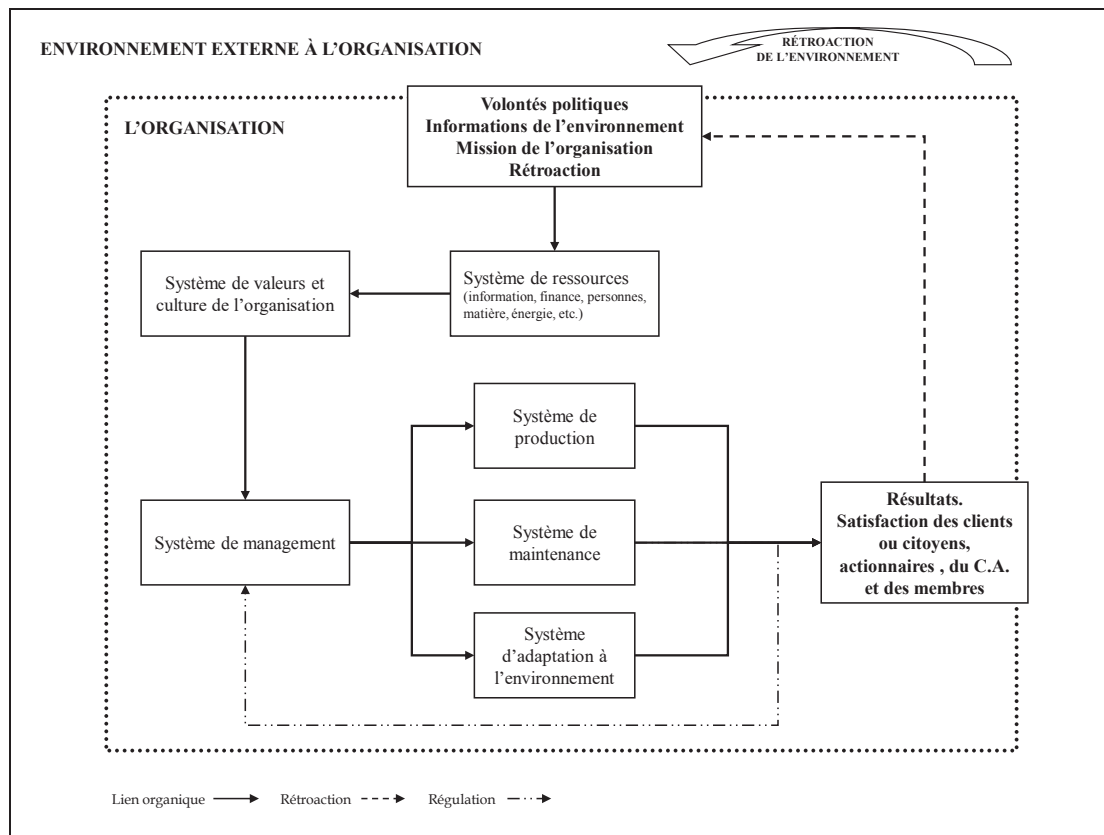 ENVIRONNEMENT EXTERNE À L'ORGANISATION
RÉTROACTION
DE L'ENVIRONNEMENT
L'ORGANISATION
Volontés politiques
Informations de l'environnement
Mission de l'organisation
Rétroaction
Système de valeurs et
culture de l'organisation
Système de ressources
(information, finance, personnes,
matière, énergie, etc.)
Système de
production
Système de management
Système de
maintenance
Résultats.
Satisfaction des clients
ou citoyens,
actionnaires , du C.A.
et des membres
Système
d'adaptation à
l'environnement
Lien organique
Rétroaction
Régulation